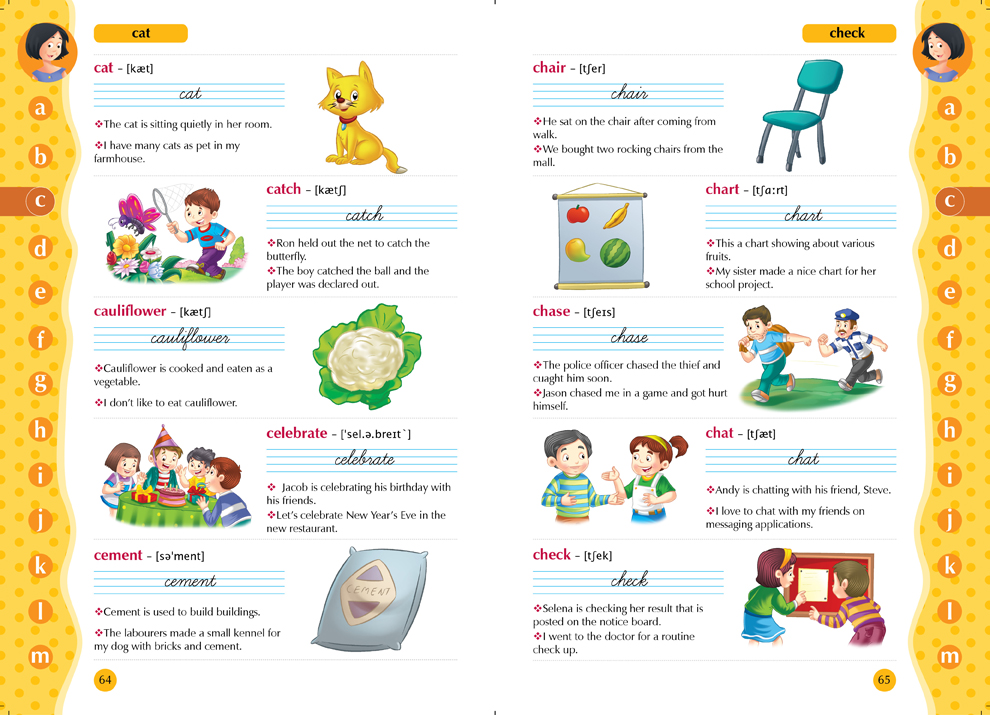 cat
cat – [kæt]
cat
❖The cat is sitting quietly in her room.
❖I have many cats as pet in my
farmhouse.
catch – [kætʃ]
catch
❖Ron held out the net to catch the
butterfly.
❖The boy catched the ball and the
player was declared out.
cauliflower – [kætʃ]
cauliflower
❖Cauliflower is cooked and eaten as a
vegetable.
❖I don’t like to eat cauliflower.
celebrate – [ˈsel.ə.breɪt`]
celebrate
❖ Jacob is celebrating his birthday with
his friends.
❖Let’s celebrate New Year’s Eve in the
new restaurant.
cement – [səˈment]
cement
❖Cement is used to build buildings.
❖The labourers made a small kennel for
my dog with bricks and cement.
CEMENT
a
b
c
d
e
f
g
h
i
j
k
l
m
64
check
chair – [tʃer]
chair
❖He sat on the chair after coming from
walk.
❖We bought two rocking chairs from the
mall.
chart – [tʃɑːrt]
chart
❖This a chart showing about various
fruits.
❖My sister made a nice chart for her
school project.
chase – [tʃeɪs]
chase
❖The police officer chased the thief and
cuaght him soon.
❖Jason chased me in a game and got hurt
himself.
chat – [tʃæt]
chat
❖Andy is chatting with his friend, Steve.
❖I love to chat with my friends on
messaging applications.
check – [tʃek]
check
❖Selena is checking her result that is
posted on the notice board.
❖I went to the doctor for a routine
check up.
a
b
c
d
e
f
g
h
i
j
k
l
m
65